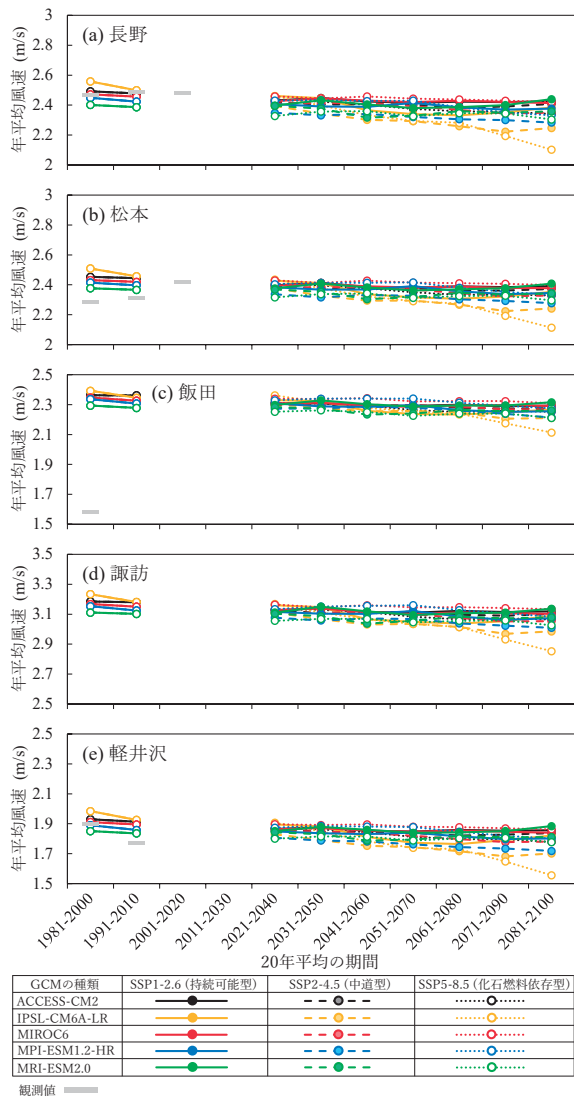 (a) 長野
年平均風速 (m/s)
3
2.8
2.6
2.4
2.2
2
(b) 松本
年平均風速 (m/s)
3
2.8
2.6
2.4
2.2
2
(c) 飯田
年平均風速 (m/s)
2.5
2.3
2.1
1.9
1.7
1.5
(d) 諏訪
年平均風速 (m/s)
3.5
3.3
3.1
2.9
2.7
2.5
(e) 軽井沢
年平均風速 (m/s)
2.5
2.3
2.1
1.9
1.7
1.5
1981-2000
1991-2010
2001-2020
2011-2030
2021-2040
2031-2050
2041-2060
2051-2070
2061-2080
2071-2090
2081-2100
20年平均の期間
GCMの種類 SSP1-2.6 (持続可能型) SSP2-4.5 (中道型) SSP5-8.5 (化石燃料依存型)
ACCESS-CM2
IPSL-CM6A-LR
MIROC6
MPI-ESM1.2-HR
MRI-ESM2.0
観測値